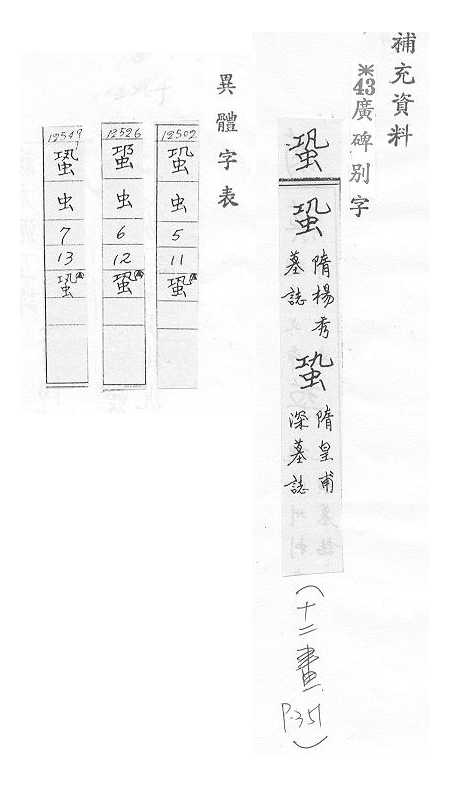 補充資料
※43廣碑別字
蛩
蛩
隋楊秀
墓誌
蛩
隋皇甫
深墓誌
(十二畫
P.351)
異體字表
12502
蛩
虫
5
11
蛩
12526
蛩
虫
6
12
蛩
12549
蛩
虫
7
13
蛩